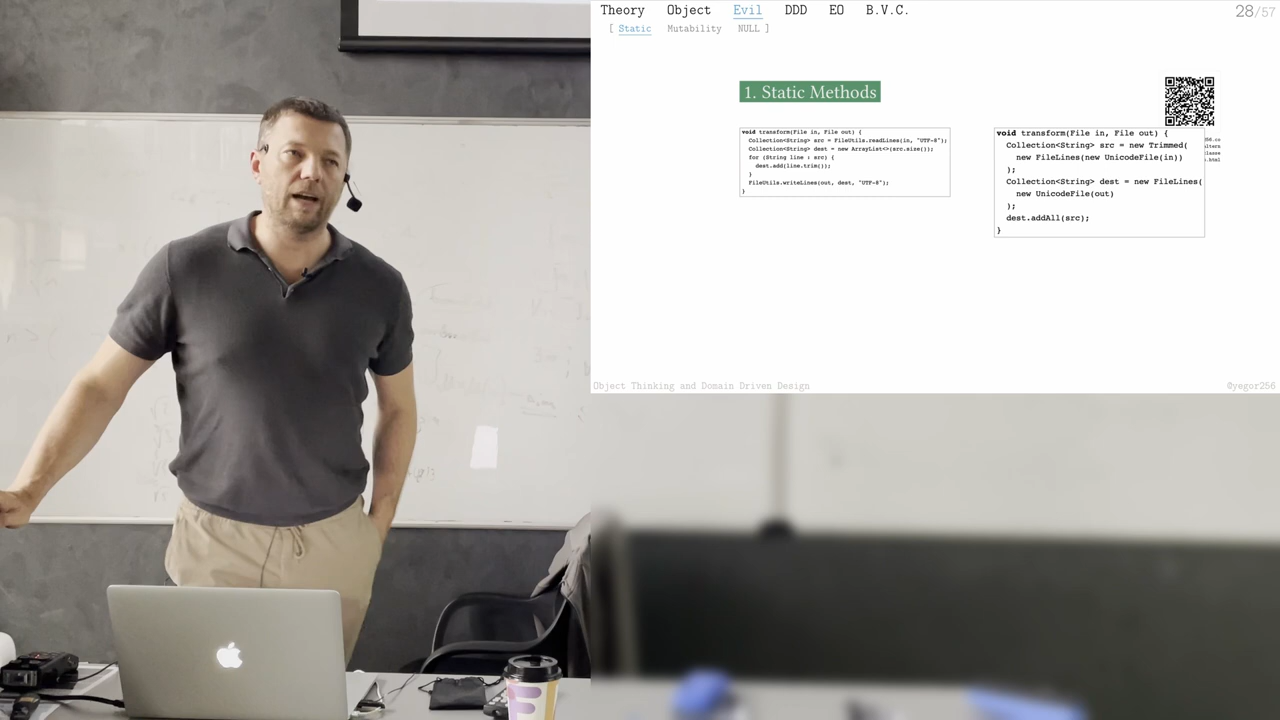 Theory Object Evil DDD EO B.V.C.
28/57
[ Static Mutability NULL ]
1. Static Methods
void transform(File in, File out) {
Collection<String> src = FileUtils.readLines(in, "UTF-8");
Collection<String> dest = new ArrayList<>(src.size());
for (String line : src) {
dest.add(line.trim());
}
FileUtils.writeLines(out, dest, "UTF-8");
}
void transform(File in, File out) {
Collection<String> src = new Trimmed(
new FileLines(new UnicodeFile(in))
);
Collection<String> dest = new FileLines(
new UnicodeFile(out)
);
dest.addAll(src);
}
Object Thinking and Domain Driven Design
@yegor256